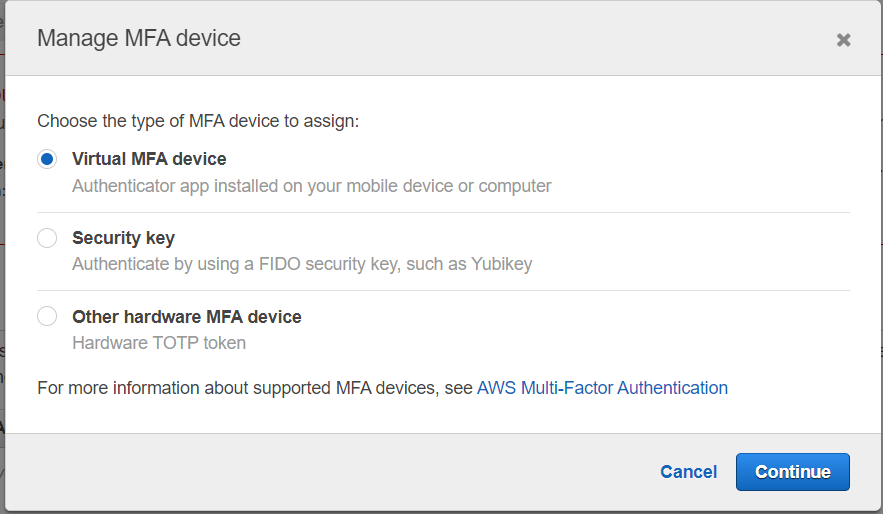 Manage MFA device
Choose the type of MFA device to assign:
Virtual MFA device
Authenticator app installed on your mobile device or computer
Security key
Authenticate by using a FIDO security key, such as Yubikey
Other hardware MFA device
Hardware TOTP token
For more information about supported MFA devices, see AWS Multi-Factor Authentication
Cancel
Continue